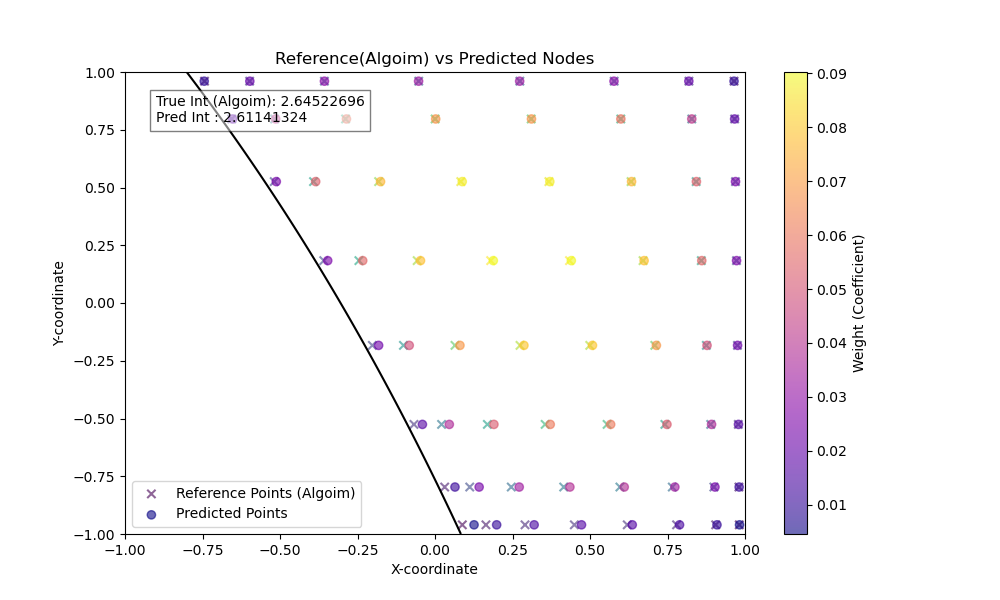 Reference(Algoim) vs Predicted Nodes
True Int (Algoim): 2.64522696
Pred Int : 2.61141324
1.00
0.75
0.50
0.25
0.00
−0.25
−0.50
−0.75
−1.00
Y-coordinate
Reference Points (Algoim)
Predicted Points
−1.00 −0.75 −0.50 −0.25 0.00 0.25 0.50 0.75 1.00
X-coordinate
0.09
0.08
0.07
0.06
0.05
0.04
0.03
0.02
0.01
Weight (Coefficient)